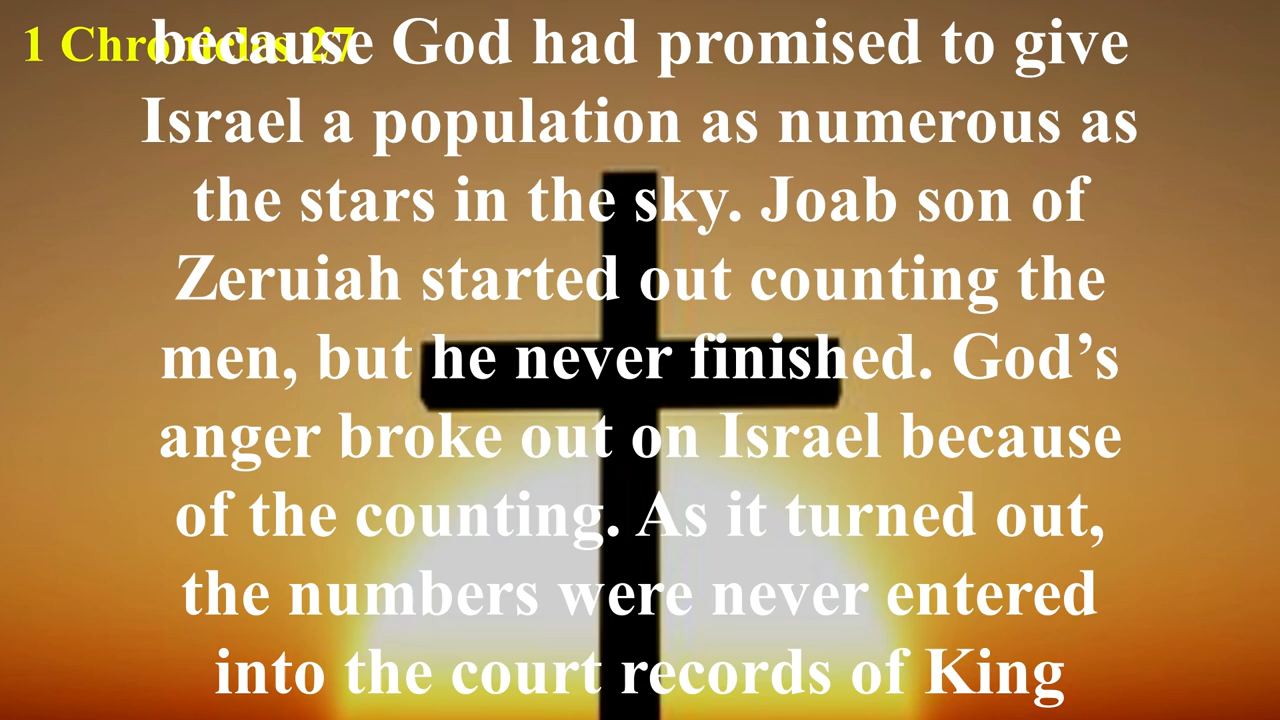 1 Chronicles 27
because God had promised to give
Israel a population as numerous as
the stars in the sky. Joab son of
Zeruiah started out counting the
men, but he never finished. God’s
anger broke out on Israel because
of the counting. As it turned out,
the numbers were never entered
into the court records of King